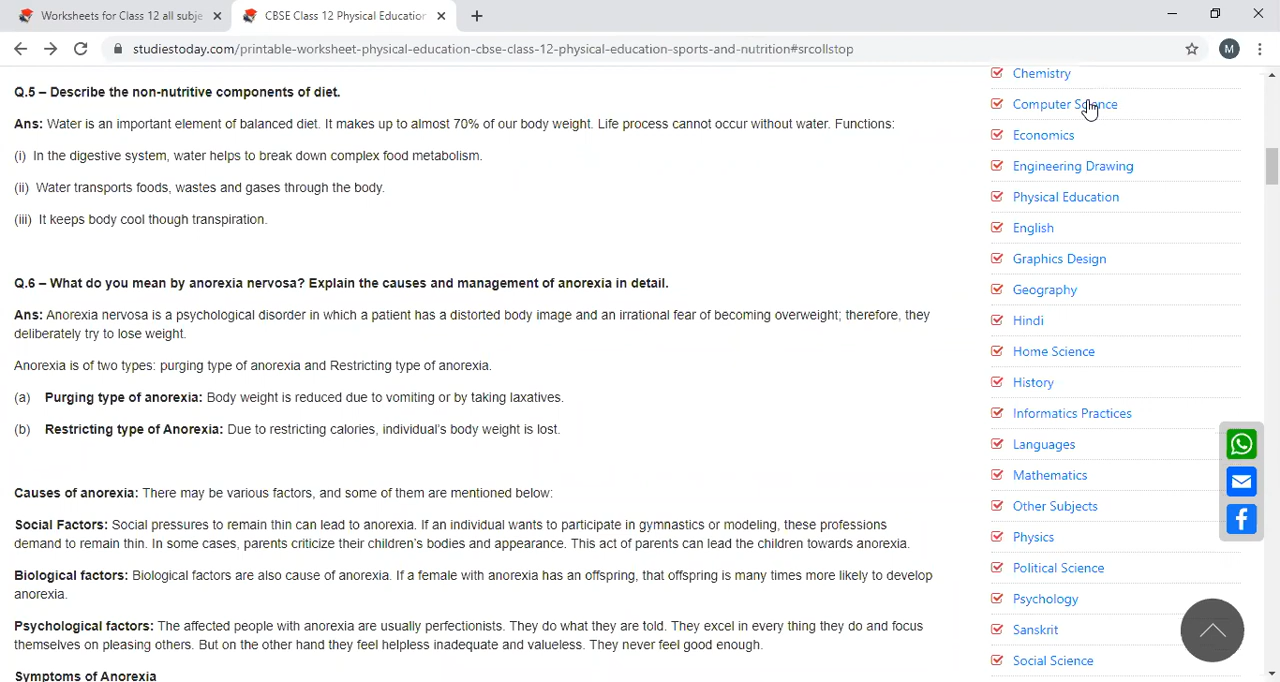 Worksheets for Class 12 all subje
CBSE Class 12 Physical Education
studiestoday.com/printable-worksheet-physical-education-cbse-class-12-physical-education-sports-and-nutrition#srcollstop
M
Q.5 – Describe the non-nutritive components of diet.
Ans: Water is an important element of balanced diet. It makes up to almost 70% of our body weight. Life process cannot occur without water. Functions:
(i) In the digestive system, water helps to break down complex food metabolism.
(ii) Water transports foods, wastes and gases through the body.
(iii) It keeps body cool though transpiration.
Q.6 – What do you mean by anorexia nervosa? Explain the causes and management of anorexia in detail.
Ans: Anorexia nervosa is a psychological disorder in which a patient has a distorted body image and an irrational fear of becoming overweight; therefore, they
deliberately try to lose weight.
Anorexia is of two types: purging type of anorexia and Restricting type of anorexia.
(a) Purging type of anorexia: Body weight is reduced due to vomiting or by taking laxatives.
(b) Restricting type of Anorexia: Due to restricting calories, individual's body weight is lost.
Causes of anorexia: There may be various factors, and some of them are mentioned below:
Social Factors: Social pressures to remain thin can lead to anorexia. If an individual wants to participate in gymnastics or modeling, these professions
demand to remain thin. In some cases, parents criticize their children's bodies and appearance. This act of parents can lead the children towards anorexia.
Biological factors: Biological factors are also cause of anorexia. If a female with anorexia has an offspring, that offspring is many times more likely to develop
anorexia.
Psychological factors: The affected people with anorexia are usually perfectionists. They do what they are told. They excel in every thing they do and focus
themselves on pleasing others. But on the other hand they feel helpless inadequate and valueless. They never feel good enough.
Symptoms of Anorexia
Chemistry
Computer Science
Economics
Engineering Drawing
Physical Education
English
Graphics Design
Geography
Hindi
Home Science
History
Informatics Practices
Languages
Mathematics
Other Subjects
Physics
Political Science
Psychology
Sanskrit
Social Science